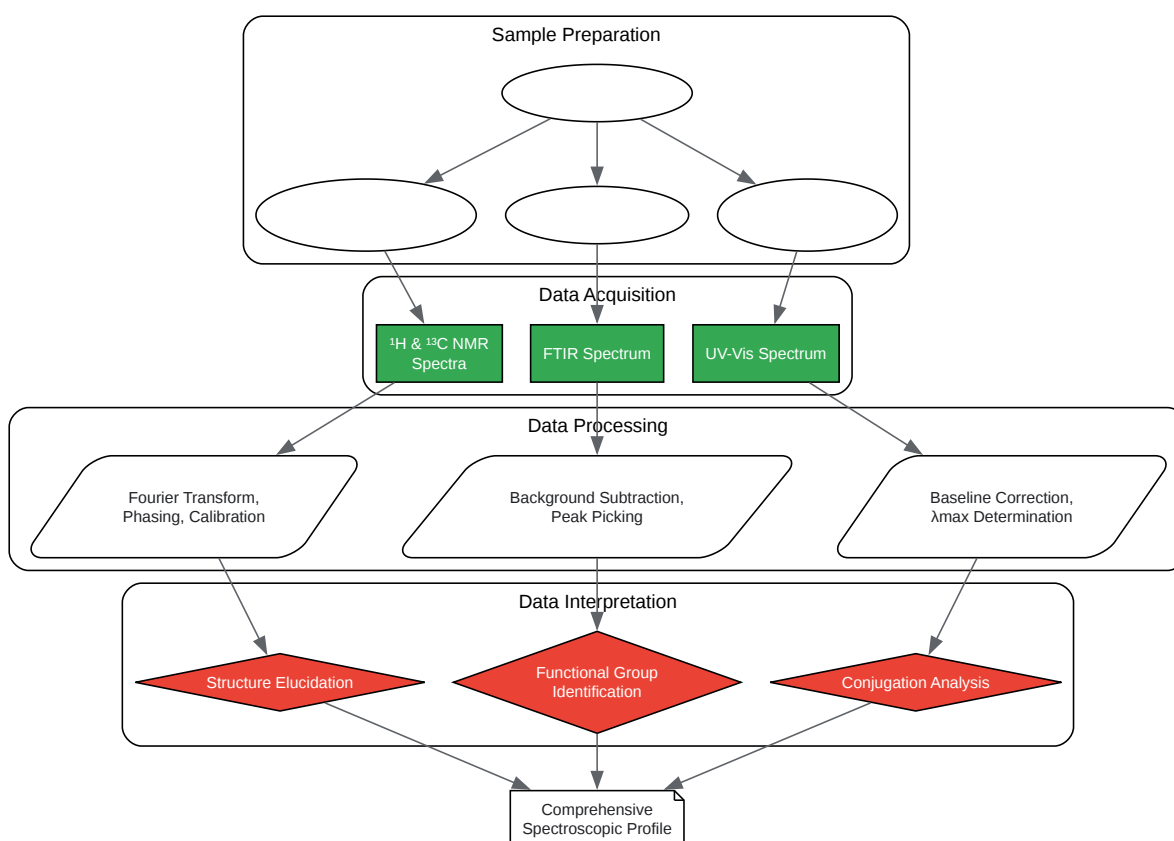 Sample Preparation
Data Acquisition
¹H & ¹³C NMR
Spectra
FTIR Spectrum
UV-Vis Spectrum
Data Processing
Fourier Transform,
Phasing, Calibration
Background Subtraction,
Peak Picking
Baseline Correction,
λmax Determination
Data Interpretation
Structure Elucidation
Functional Group
Identification
Conjugation Analysis
Comprehensive
Spectroscopic Profile